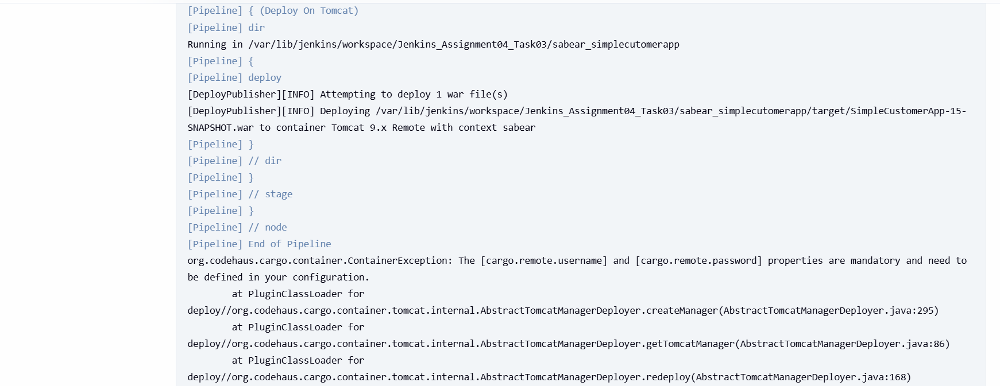 [Pipeline] { (Deploy On Tomcat)
[Pipeline] dir
Running in /var/lib/jenkins/workspace/Jenkins_Assignment04_Task03/sabear_simplecutomerapp
[Pipeline] {
[Pipeline] deploy
[DeployPublisher][INFO] Attempting to deploy 1 war file(s)
[DeployPublisher][INFO] Deploying /var/lib/jenkins/workspace/Jenkins_Assignment04_Task03/sabear_simplecutomerapp/target/SimpleCustomerApp-15-
SNAPSHOT.war to container Tomcat 9.x Remote with context sabear
[Pipeline] }
[Pipeline] // dir
[Pipeline] }
[Pipeline] // stage
[Pipeline] }
[Pipeline] // node
[Pipeline] End of Pipeline
org.codehaus.cargo.container.ContainerException: The [cargo.remote.username] and [cargo.remote.password] properties are mandatory and need to
be defined in your configuration.
at PluginClassLoader for
deploy//org.codehaus.cargo.container.tomcat.internal.AbstractTomcatManagerDeployer.createManager(AbstractTomcatManagerDeployer.java:295)
at PluginClassLoader for
deploy//org.codehaus.cargo.container.tomcat.internal.AbstractTomcatManagerDeployer.getTomcatManager(AbstractTomcatManagerDeployer.java:86)
at PluginClassLoader for
deploy//org.codehaus.cargo.container.tomcat.internal.AbstractTomcatManagerDeployer.redeploy(AbstractTomcatManagerDeployer.java:168)